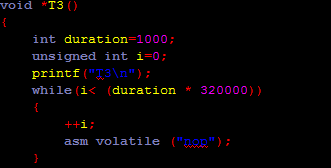 void *T3()
{
int duration=1000;
unsigned int i=0;
printf("T3\n");
while(i< (duration * 320000))
{
++i;
asm volatile ("nop");
}